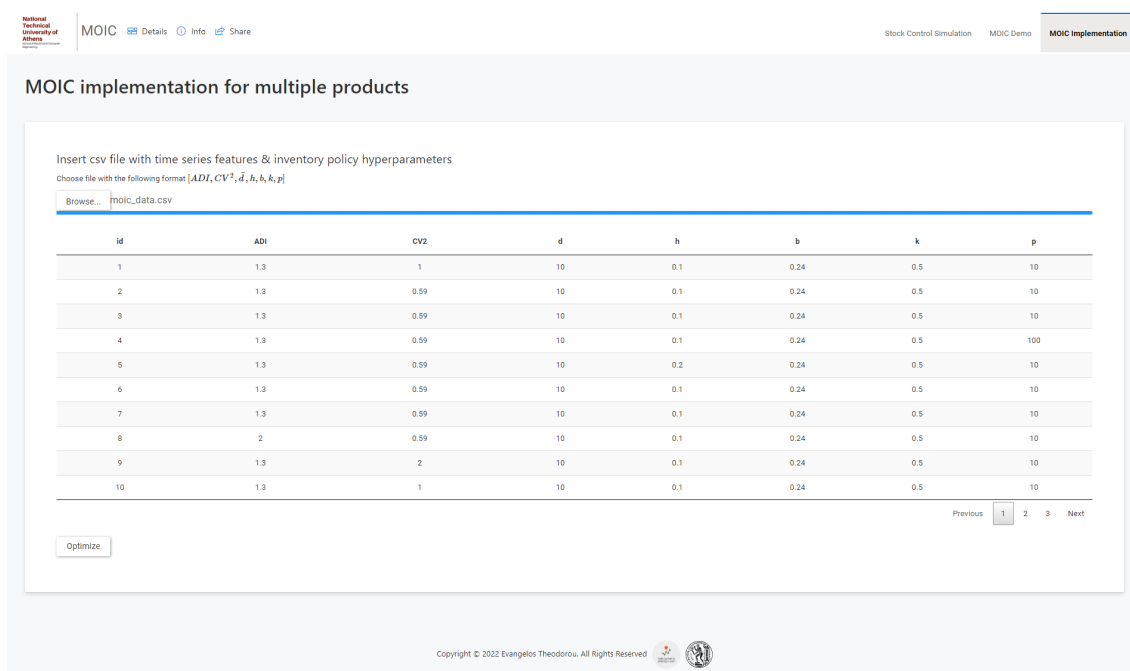 National
Technical
University of
Athens
MOIC Details Info Share
Stock Control Simulation MOIC Demo MOIC Implementation
MOIC implementation for multiple products
Insert csv file with time series features & inventory policy hyperparameters
Choose file with the following format [ADI, CV², d̄, h, b, k, p]
Browse... moic_data.csv
id ADI CV2 d h b k p
1 1.3 1 10 0.1 0.24 0.5 10
2 1.3 0.59 10 0.1 0.24 0.5 10
3 1.3 0.59 10 0.1 0.24 0.5 10
4 1.3 0.59 10 0.1 0.24 0.5 100
5 1.3 0.59 10 0.2 0.24 0.5 10
6 1.3 0.59 10 0.1 0.24 0.5 10
7 1.3 0.59 10 0.1 0.24 0.5 10
8 2 0.59 10 0.1 0.24 0.5 10
9 1.3 2 10 0.1 0.24 0.5 10
10 1.3 1 10 0.1 0.24 0.5 10
Previous 1 2 3 Next
Optimize
Copyright © 2022 Evangelos Theodorou. All Rights Reserved